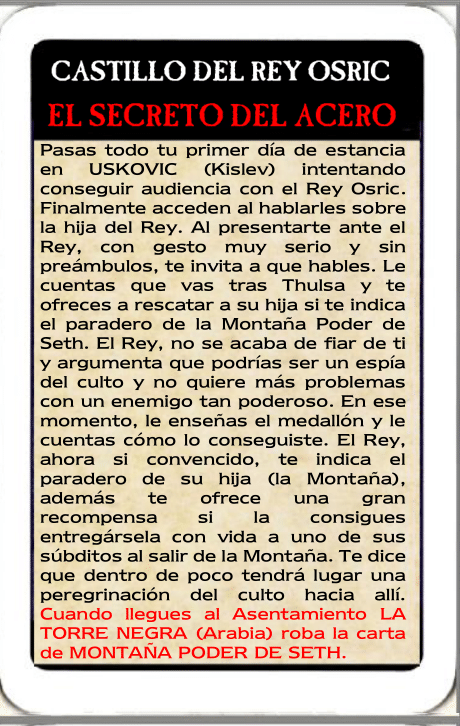 CASTILLO DEL REY OSRIC
EL SECRETO DEL ACERO
Pasas todo tu primer día de estancia
en USKOVIC (Kislev) intentando
conseguir audiencia con el Rey Osric.
Finalmente acceden al hablarles sobre
la hija del Rey. Al presentarte ante el
Rey, con gesto muy serio y sin
preámbulos, te invita a que hables. Le
cuentas que vas tras Thulsa y te
ofreces a rescatar a su hija si te indica
el paradero de la Montaña Poder de
Seth. El Rey, no se acaba de fiar de ti
y argumenta que podrías ser un espía
del culto y no quiere más problemas
con un enemigo tan poderoso. En ese
momento, le enseñas el medallón y le
cuentas cómo lo conseguiste. El Rey,
ahora si convencido, te indica el
paradero de su hija (la Montaña),
además te ofrece una gran
recompensa si la consigues
entregársela con vida a uno de sus
súbditos al salir de la Montaña. Te dice
que dentro de poco tendrá lugar una
peregrinación del culto hacia allí.
Cuando llegues al Asentamiento LA
TORRE NEGRA (Arabia) roba la carta
de MONTAÑA PODER DE SETH.